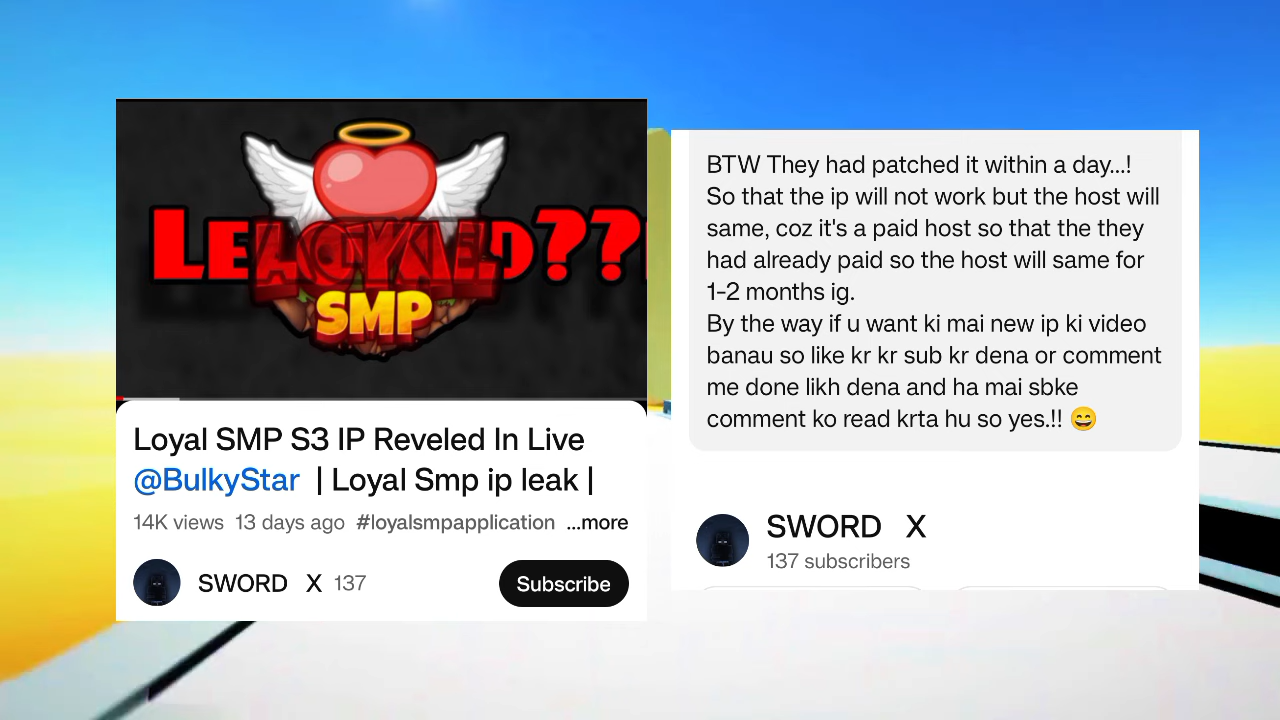 LEAKED??
LOYAL
SMP
Loyal SMP S3 IP Reveled In Live
@BulkyStar | Loyal Smp ip leak |
14K views 13 days ago #loyalsmpapplication ...more
SWORD X 137
Subscribe
BTW They had patched it within a day...!
So that the ip will not work but the host will
same, coz it's a paid host so that the they
had already paid so the host will same for
1-2 months ig.
By the way if u want ki mai new ip ki video
banau so like kr kr sub kr dena or comment
me done likh dena and ha mai sbke
comment ko read krta hu so yes.!! 😄
SWORD X
137 subscribers